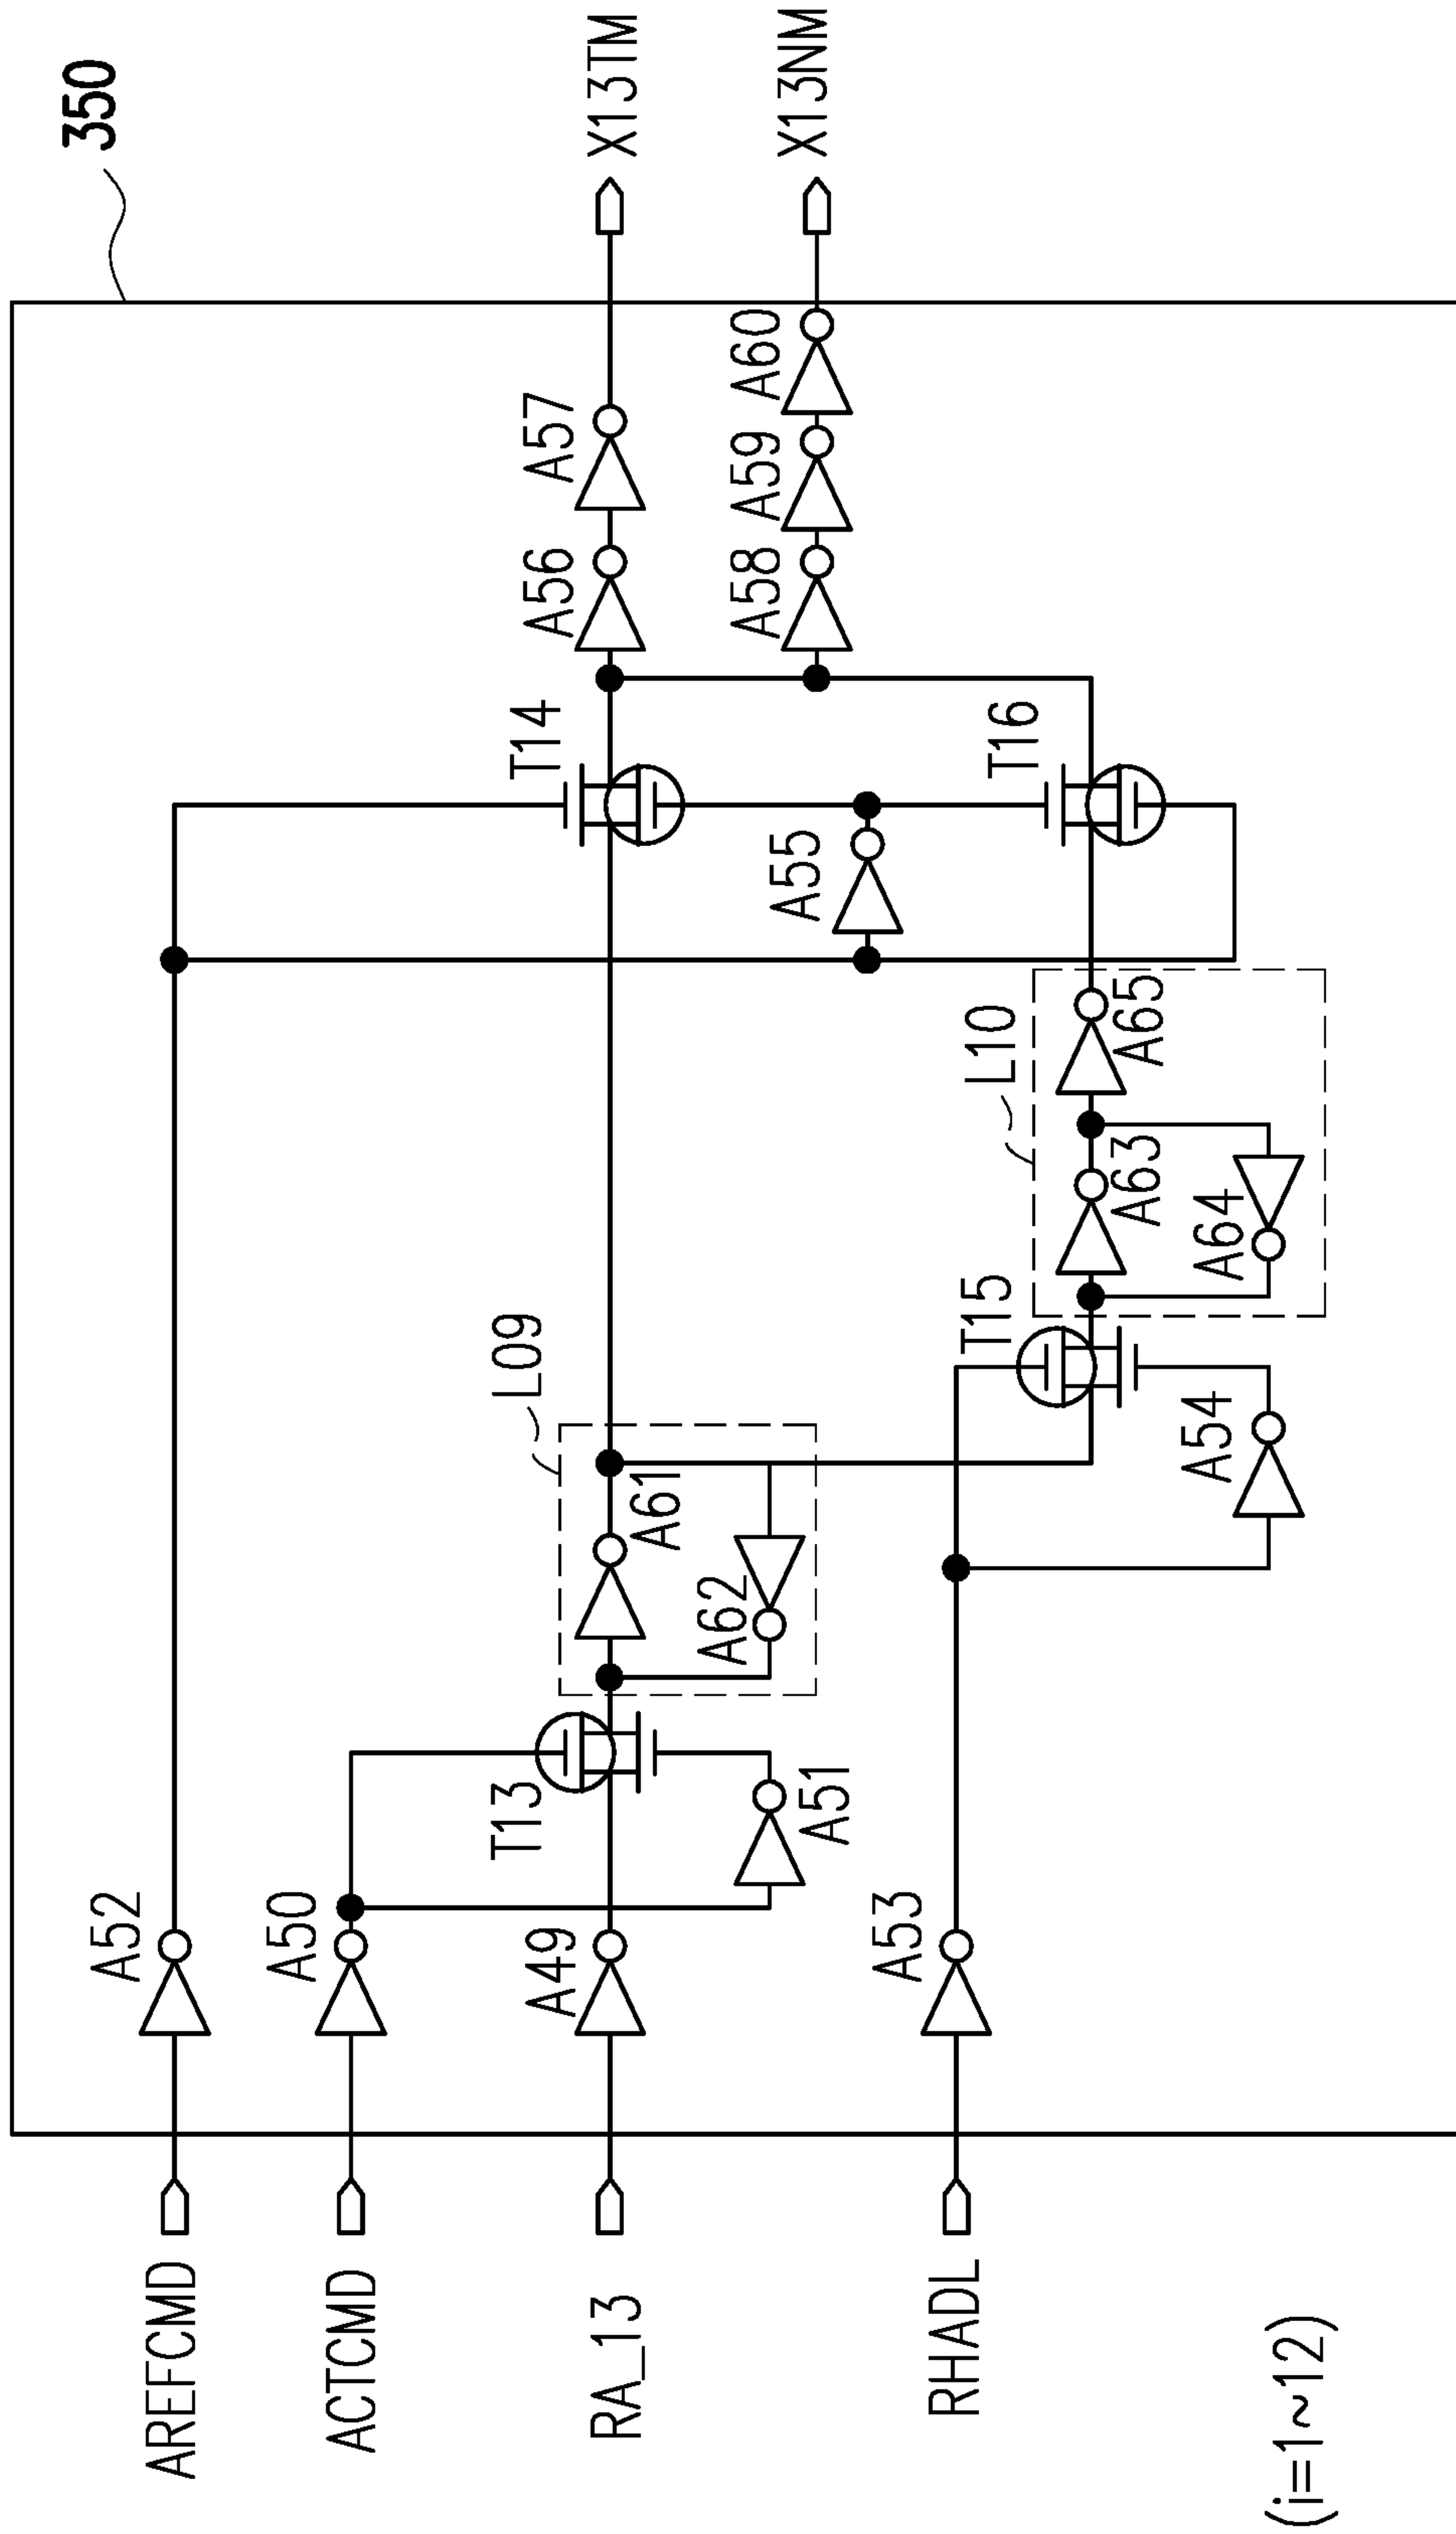 350
AREFCMD
A52
ACTCMD
A50
RA_13
A49
T13
A51
L09
A61
A62
T14
A56
A57
X13TM
A55
A58
A59
A60
X13NM
RHADL
A53
A54
T15
L10
A63
A64
A65
T16
(i=1~12)